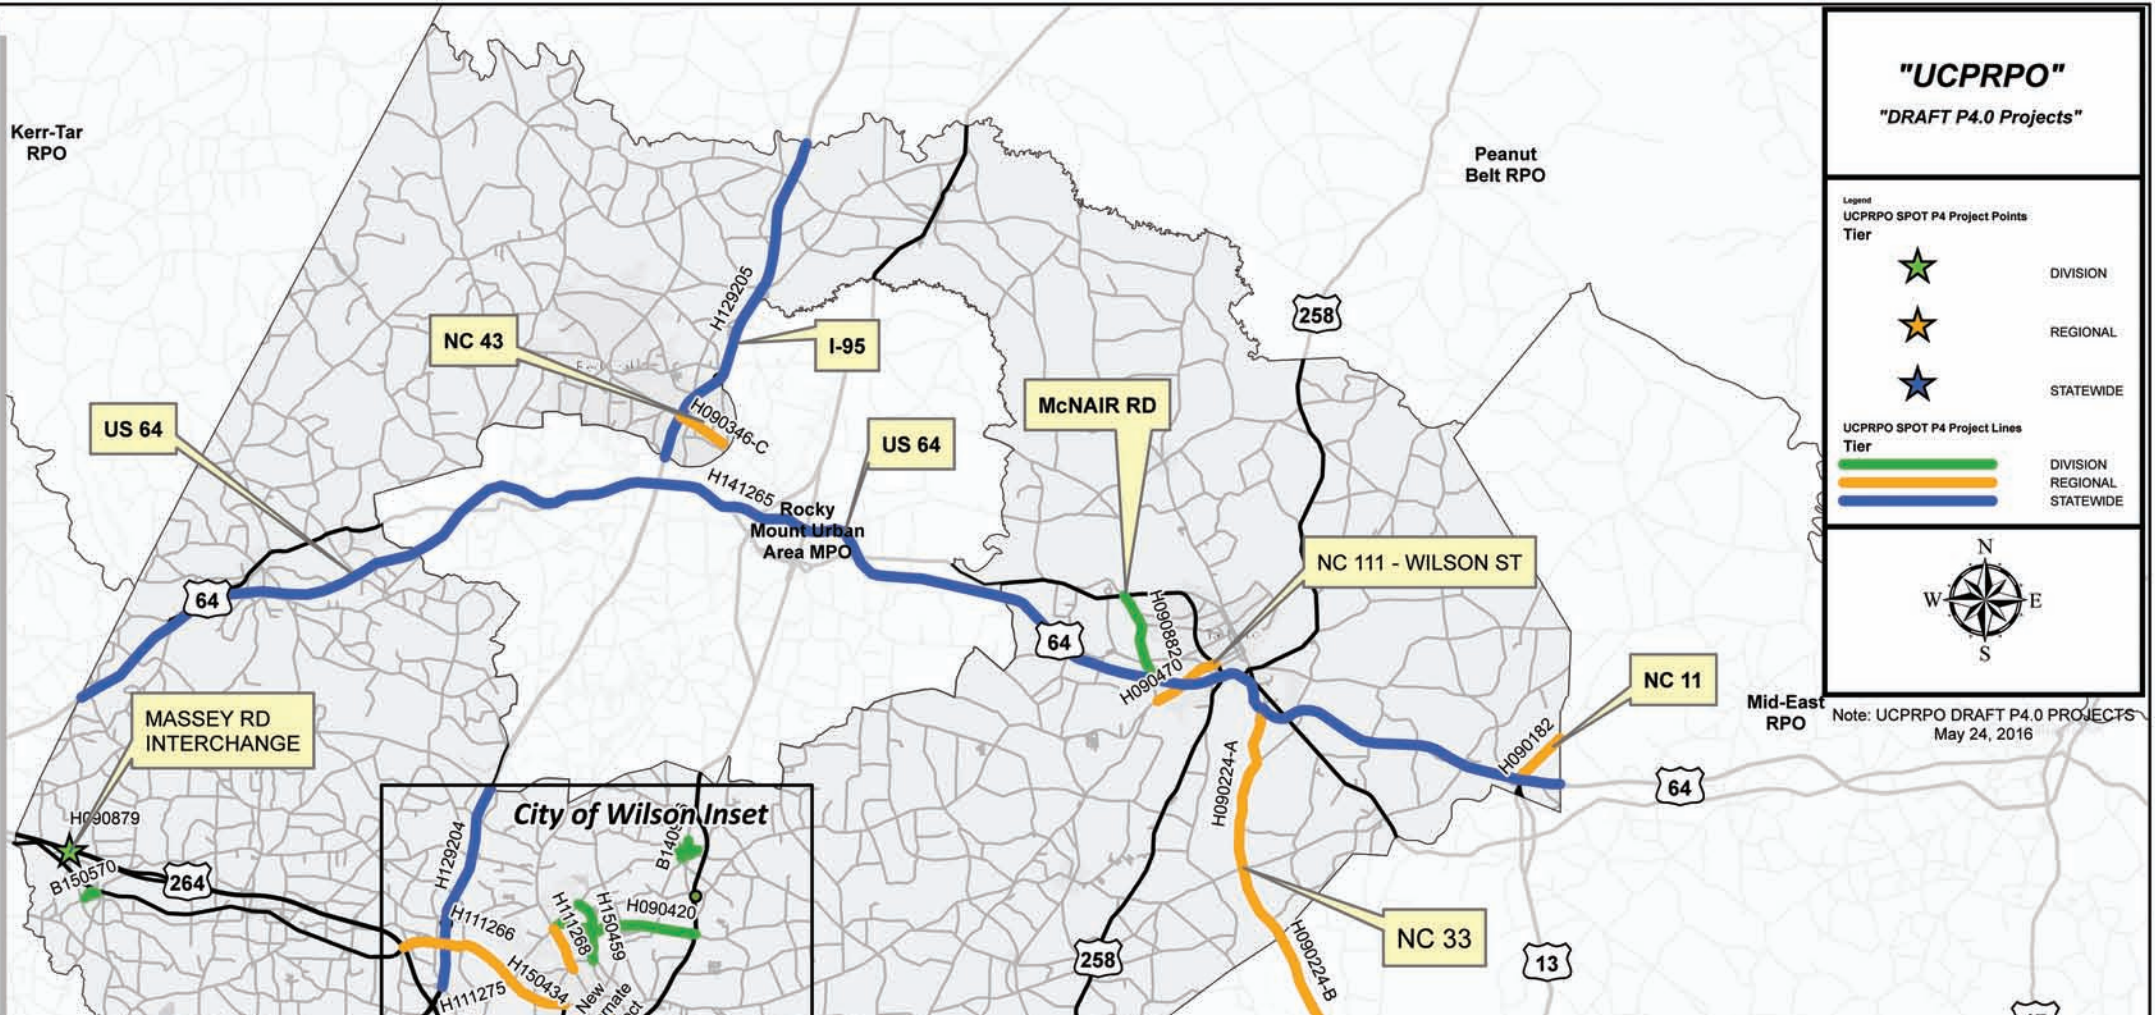 "UCPRPO"
"DRAFT P4.0 Projects"
Legend
UCPRPO SPOT P4 Project Points
Tier
DIVISION
REGIONAL
STATEWIDE
UCPRPO SPOT P4 Project Lines
Tier
DIVISION
REGIONAL
STATEWIDE
N
W E
S
Note: UCPRPO DRAFT P4.0 PROJECTS
May 24, 2016
Kerr-Tar
RPO
Peanut
Belt RPO
H129205
258
NC 43
I-95
H090346-C
McNAIR RD
US 64
US 64
H141265
Rocky
Mount Urban
Area MPO
NC 111 - WILSON ST
64
H090882
64
H090470
NC 11
Mid-East
RPO
MASSEY RD
INTERCHANGE
H090182
H090224-A
64
H090879
City of Wilson Inset
H129204
B150570
264
H111266
H111268
H150459
H090420
NC 33
258
13
H090224-B
H150434
H111275
New